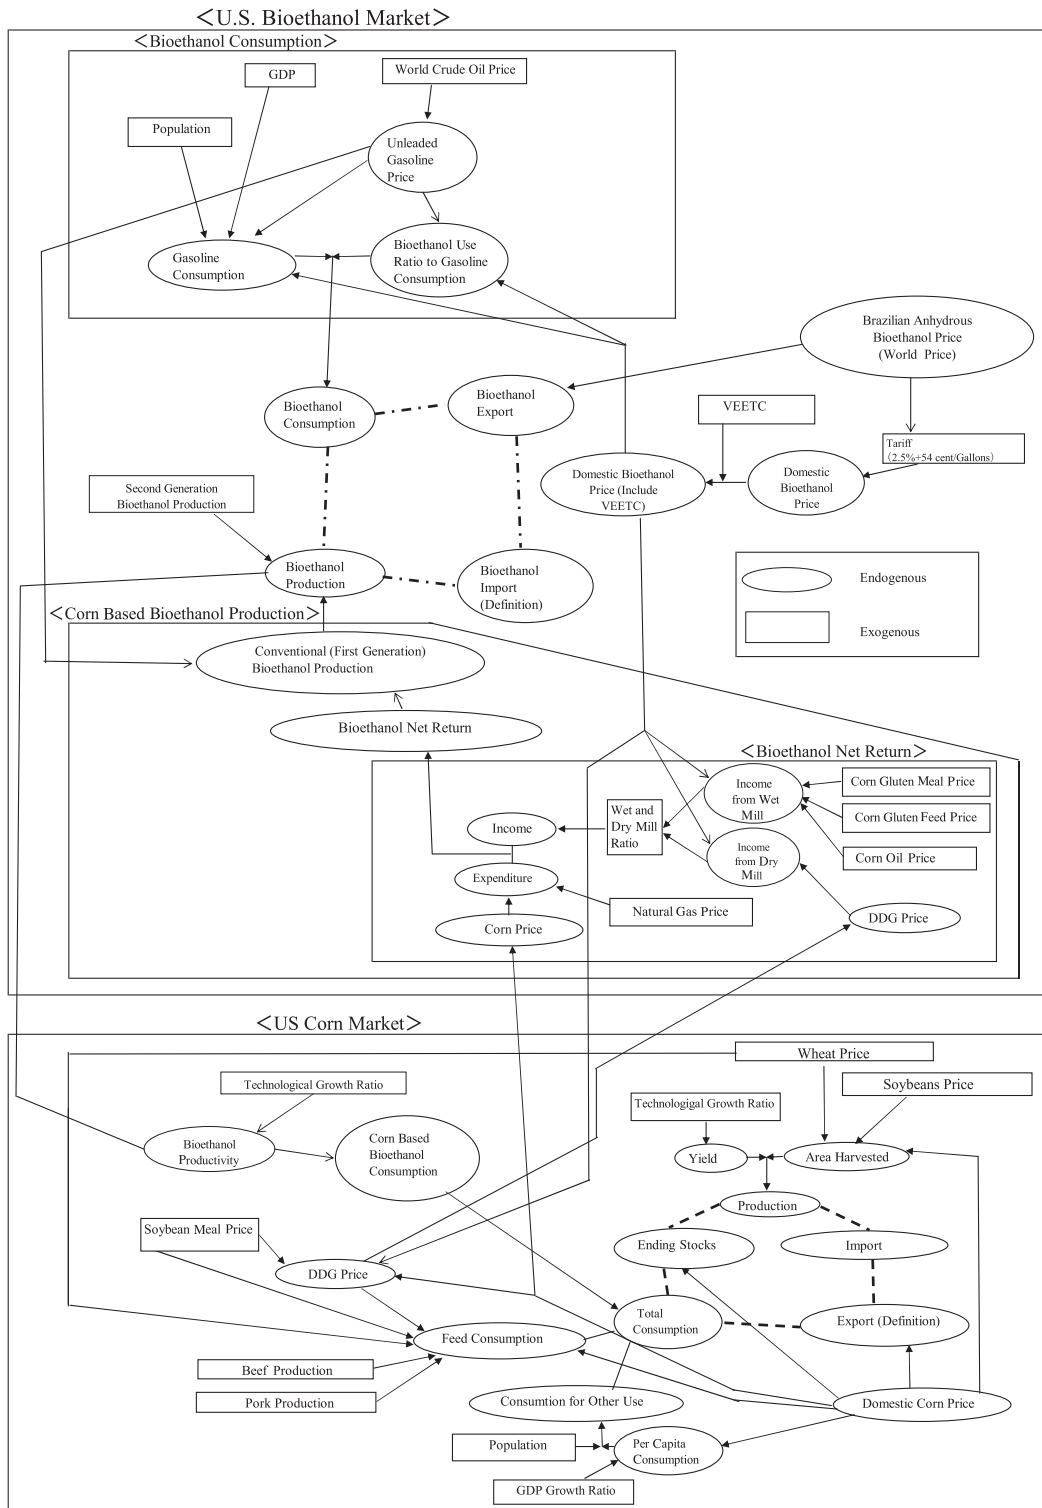 <U.S. Bioethanol Market>
<Bioethanol Consumption>
GDP
World Crude Oil Price
Population
Unleaded
Gasoline
Price
Gasoline
Consumption
Bioethanol Use
Ratio to Gasoline
Consumption
Brazilian Anhydrous
Bioethanol Price
(World Price)
Bioethanol
Consumption
Bioethanol
Export
VEETC
Tariff
(2.5%+54 cent/Gallons)
Domestic Bioethanol
Price (Include
VEETC)
Domestic
Bioethanol
Price
Second Generation
Bioethanol Production
Bioethanol
Production
Bioethanol
Import
(Definition)
Endogenous
Exogenous
<Corn Based Bioethanol Production>
Conventional (First Generation)
Bioethanol Production
Bioethanol Net Return
<Bioethanol Net Return>
Income
from Wet
Mill
Corn Gluten Meal Price
Corn Gluten Feed Price
Corn Oil Price
Wet and
Dry Mill
Ratio
Income
Income
from Dry
Mill
Expenditure
Natural Gas Price
DDG Price
Corn Price
<US Corn Market>
Wheat Price
Technological Growth Ratio
Soybeans Price
Technologigal Growth Ratio
Bioethanol
Productivity
Corn Based
Bioethanol
Consumption
Yield
Area Harvested
Production
Soybean Meal Price
Ending Stocks
Import
DDG Price
Total
Consumption
Export (Definition)
Feed Consumption
Beef Production
Pork Production
Consumtion for Other Use
Domestic Corn Price
Population
Per Capita
Consumption
GDP Growth Ratio